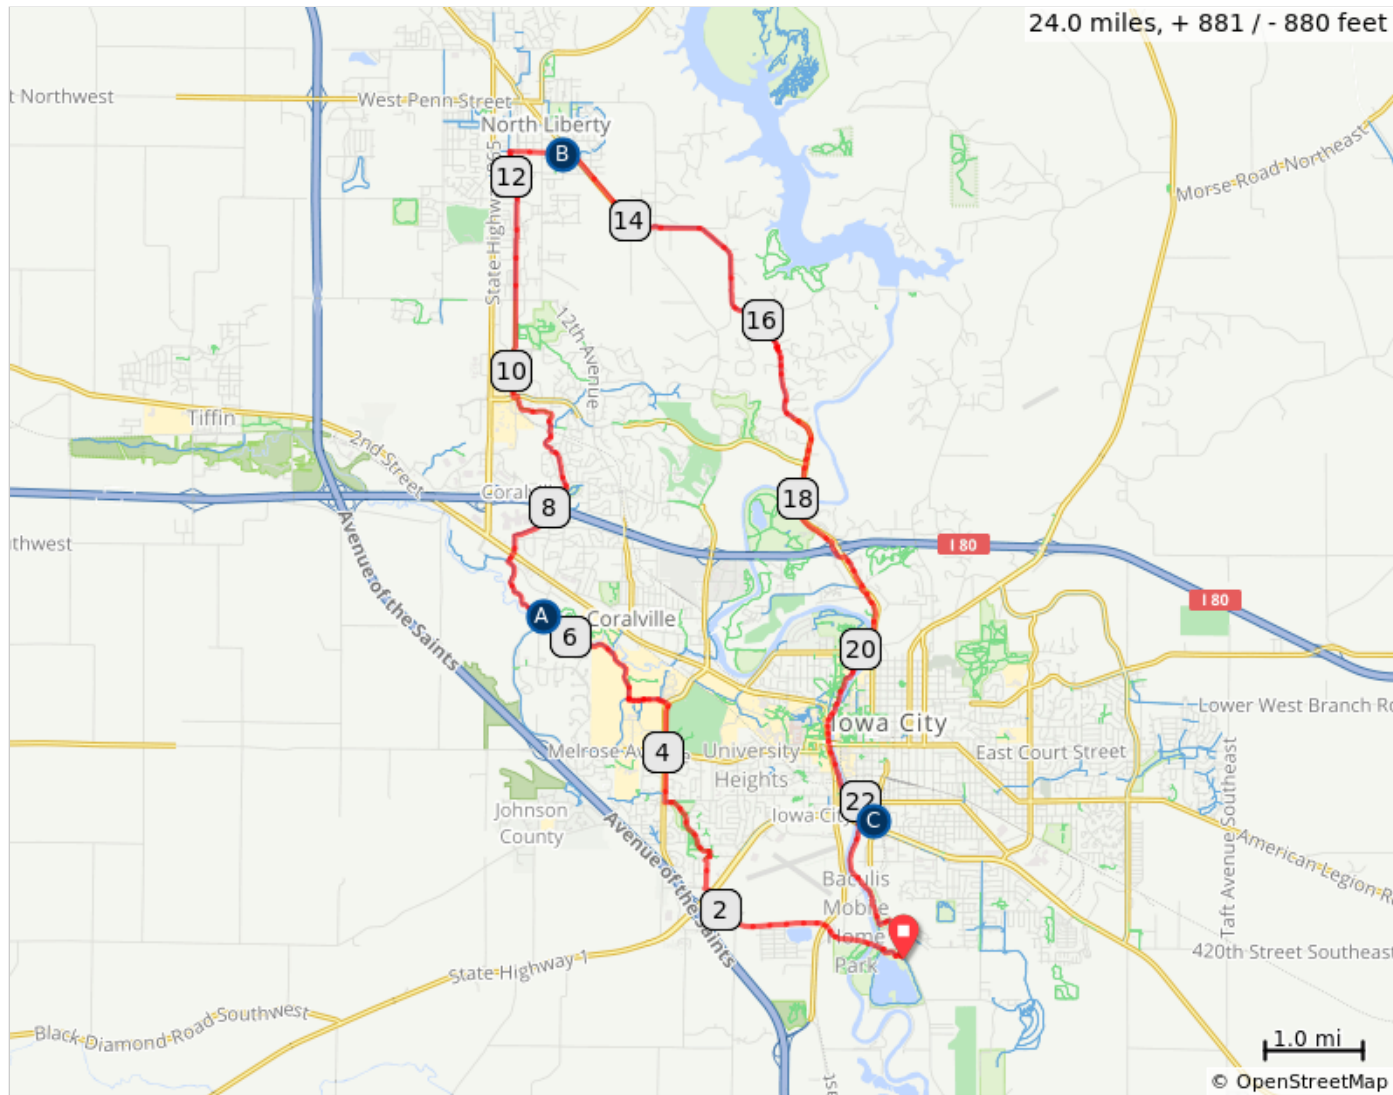 24.0 miles, + 881 / - 880 feet
t Northwest
West Penn Street
North Liberty
B
12
State Highw
965
14
Morse Road Northeast
16
12th Avenue
10
Tiffin
2nd Street
Coralvi
8
18
thwest
I 80
I 80
Avenue of the Saints
A
6
Coralville
20
Iowa City
Lower West Branch Ro
4
Melrose Av
University
Heights
East Court Street
Taft Avenue Southeast
Johnson
County
22
Iowa City
C
Avenue of the Saints
American Legion R
Baculis
Mobile
Home
Park
2
420th Street Southeast
State Highway 1
Black Diamond Road Southwest
1.0 mi
© OpenStreetMap